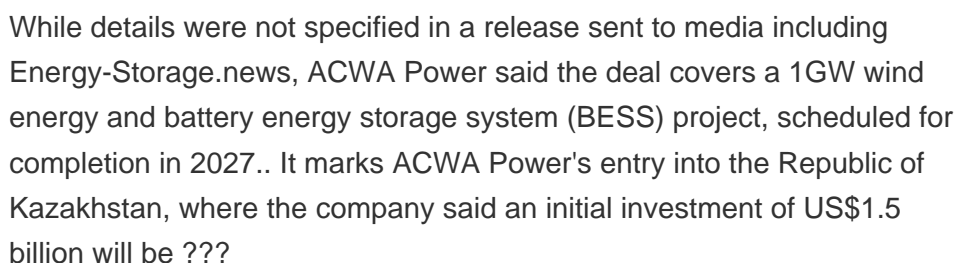 While details were not specified in a release sent to media including
Energy-Storage.news, ACWA Power said the deal covers a 1GW wind
energy and battery energy storage system (BESS) project, scheduled for
completion in 2027.. It marks ACWA Power's entry into the Republic of
Kazakhstan, where the company said an initial investment of US$1.5
billion will be ???